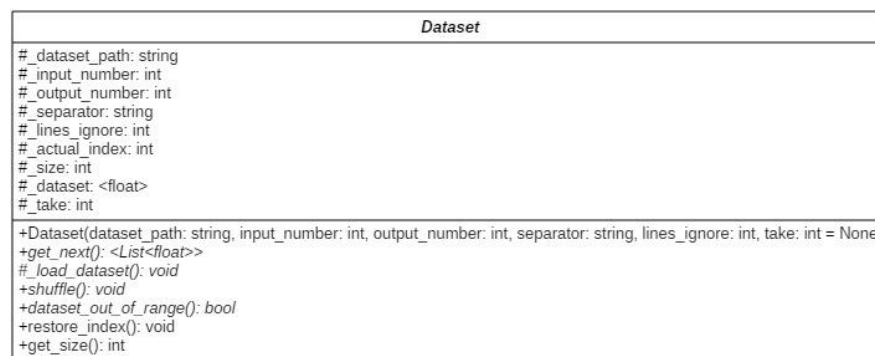 Dataset
#_dataset_path: string
#_input_number: int
#_output_number: int
#_separator: string
#_lines_ignore: int
#_actual_index: int
#_size: int
#_dataset: <float>
#_take: int
+Dataset(dataset_path: string, input_number: int, output_number: int, separator: string, lines_ignore: int, take: int = None
+get_next(): <List<float>>
#_load_dataset(): void
+shuffle(): void
+dataset_out_of_range(): bool
+restore_index(): void
+get_size(): int